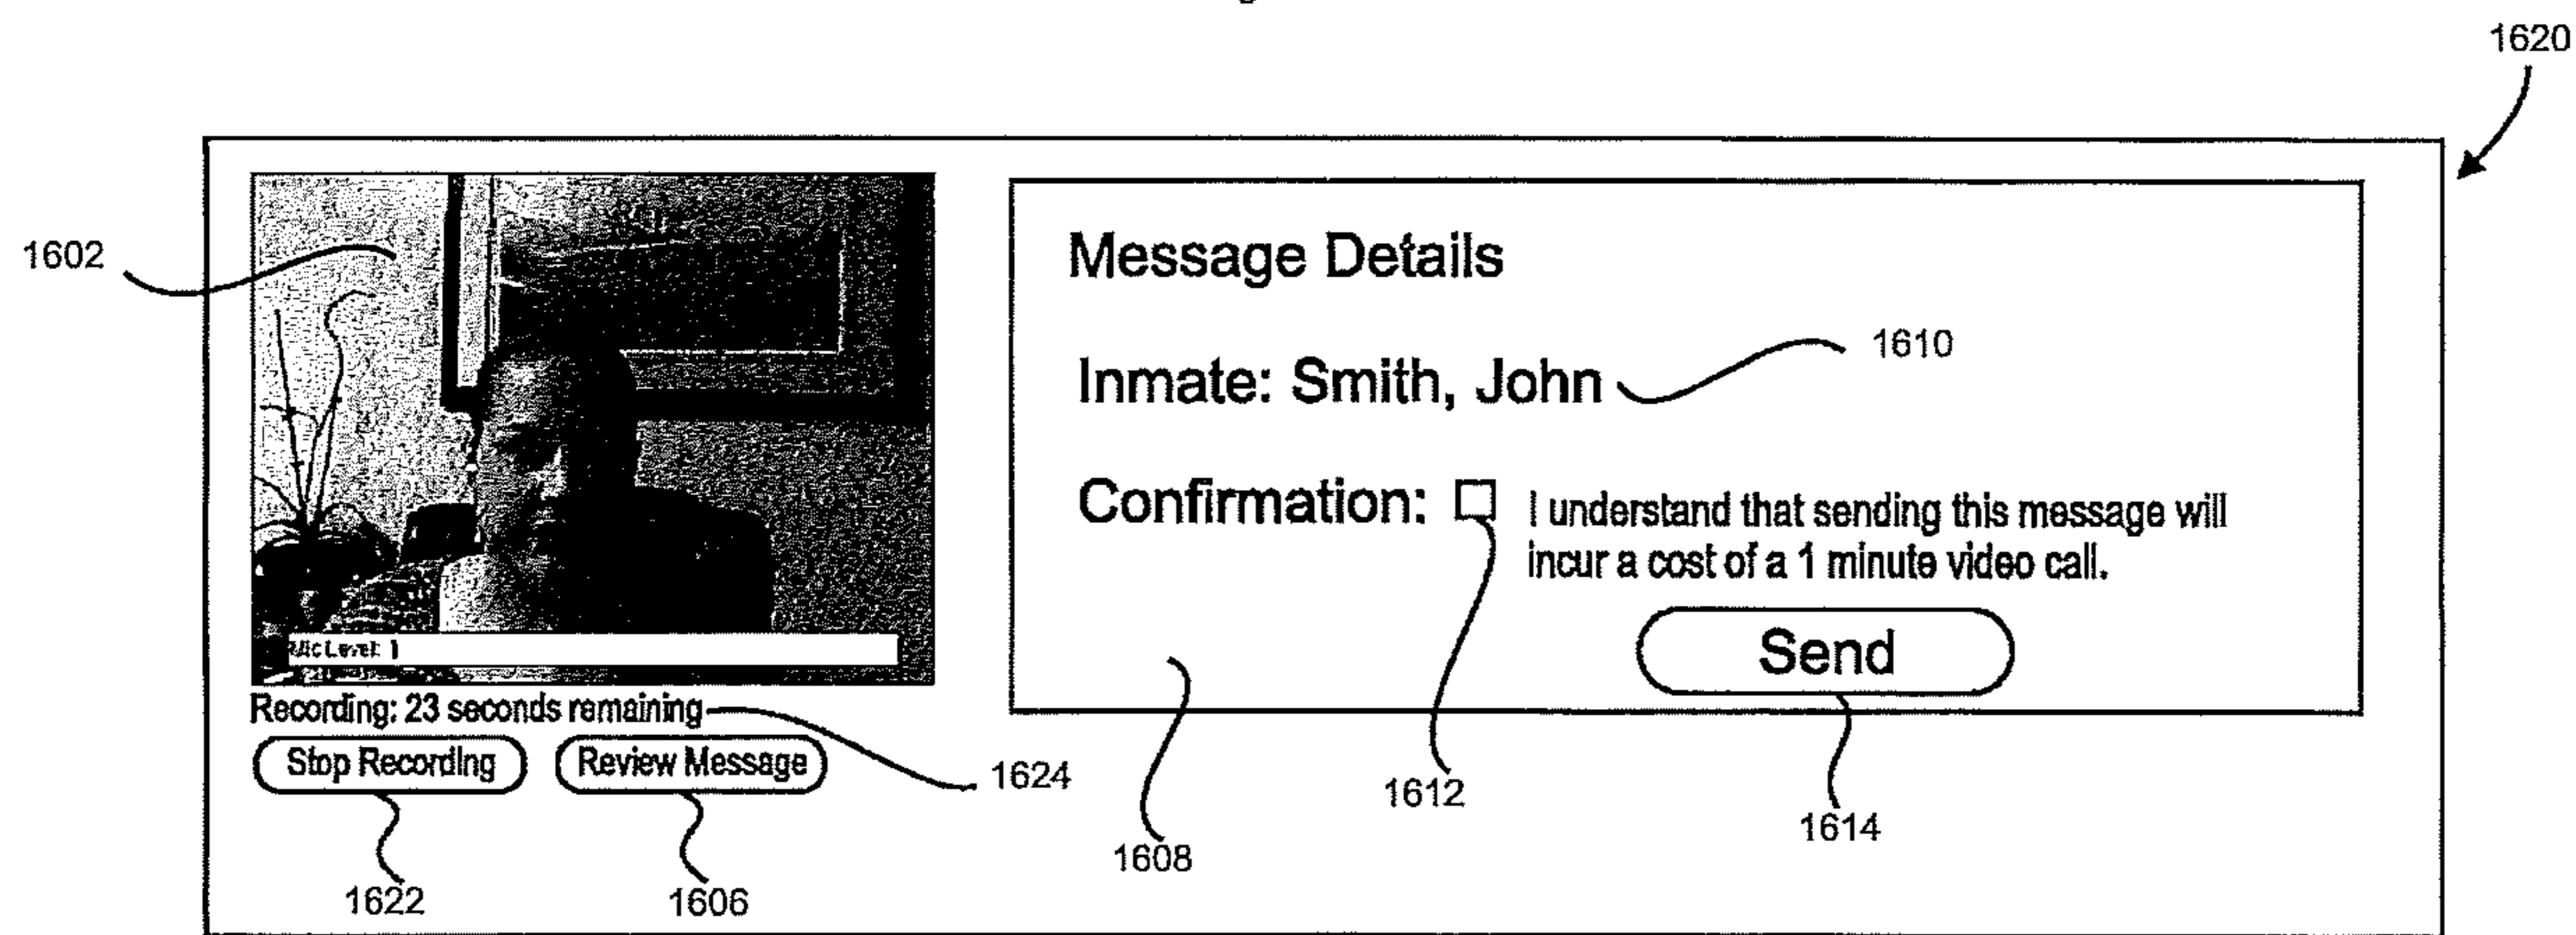 1620
1602
Message Details
Inmate: Smith, John
1610
Confirmation:
I understand that sending this message will
incur a cost of a 1 minute video call.
Send
Mic Level: 1
Recording: 23 seconds remaining
Stop Recording
Review Message
1624
1612
1614
1608
1622
1606